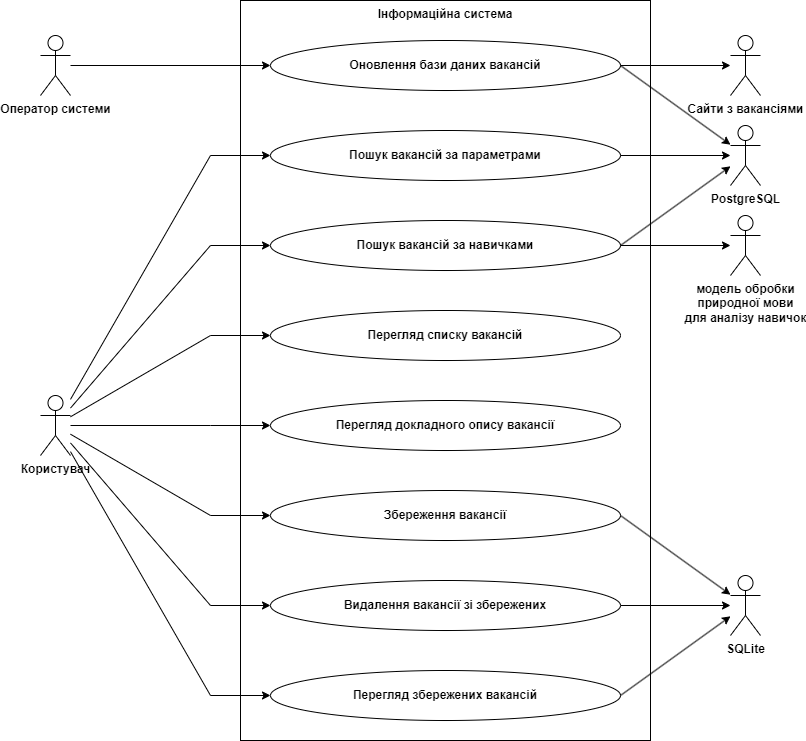 Інформаційна система
Оновлення бази даних вакансій
Оператор системи
Сайти з вакансіями
Пошук вакансій за параметрами
PostgreSQL
Пошук вакансій за навичками
модель обробки
природної мови
для аналізу навичок
Перегляд списку вакансій
Перегляд докладного опису вакансії
Користувач
Збереження вакансії
Видалення вакансії зі збережених
SQLite
Перегляд збережених вакансій